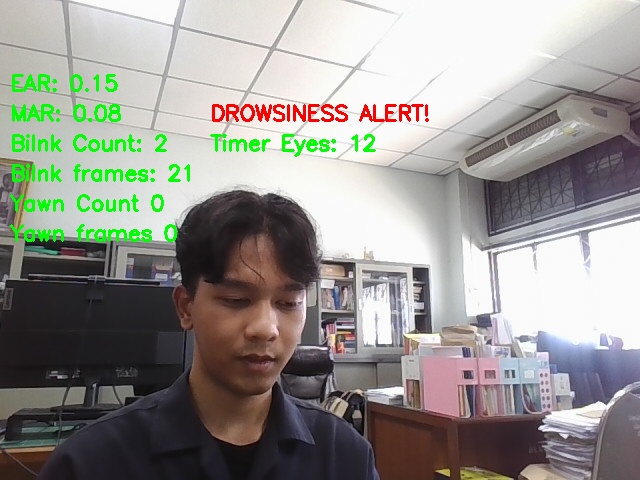 EAR: 0.15
MAR: 0.08
DROWSINESS ALERT!
Bilnk Count: 2
Timer Eyes: 12
Bilnk frames: 21
Yawn Count 0
Yawn frames 0